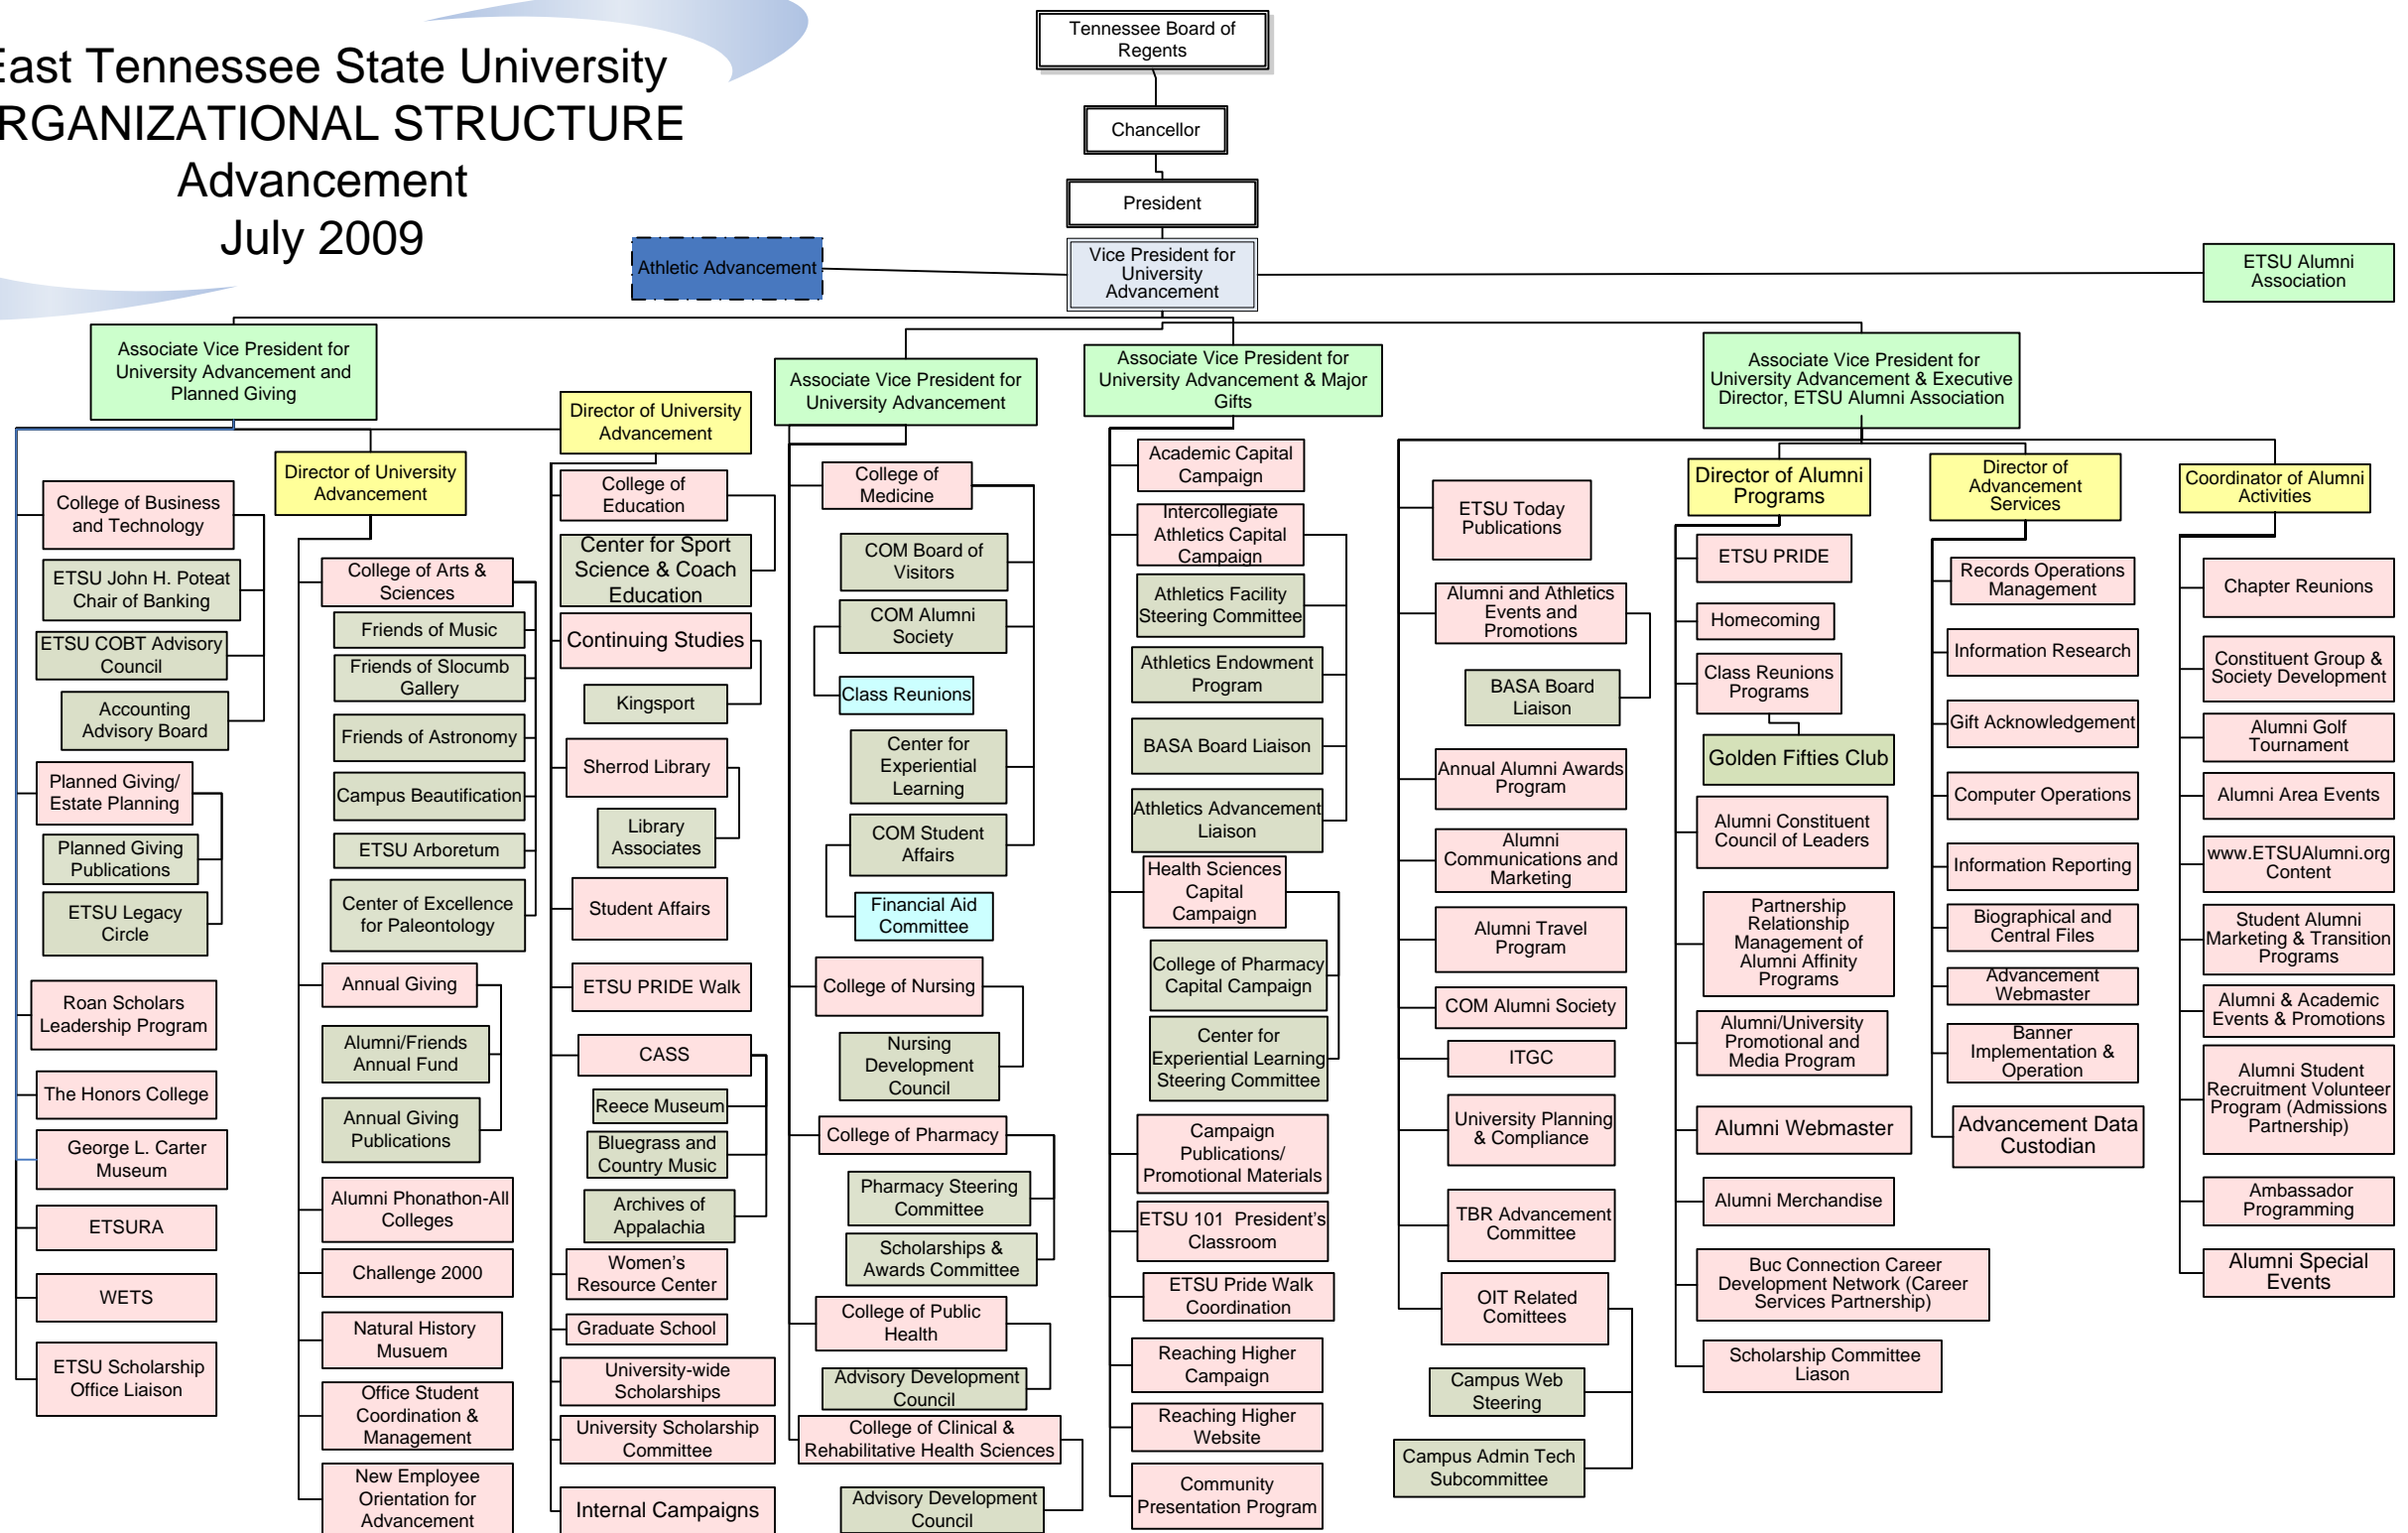 East Tennessee State University
RGANIZATIONAL STRUCTURE
Advancement
July 2009
Tennessee Board of
Regents
Chancellor
President
Vice President for
University
Advancement
Athletic Advancement
ETSU Alumni
Association
Associate Vice President for
University Advancement and
Planned Giving
College of Business
and Technology
ETSU John H. Poteat
Chair of Banking
ETSU COBT Advisory
Council
Accounting
Advisory Board
Planned Giving/
Estate Planning
Planned Giving
Publications
ETSU Legacy
Circle
Roan Scholars
Leadership Program
The Honors College
George L. Carter
Museum
ETSURA
WETS
ETSU Scholarship
Office Liaison
Director of University
Advancement
College of Arts &
Sciences
Friends of Music
Friends of Slocumb
Gallery
Friends of Astronomy
Campus Beautification
ETSU Arboretum
Center of Excellence
for Paleontology
Annual Giving
Alumni/Friends
Annual Fund
Annual Giving
Publications
Alumni Phonathon-All
Colleges
Challenge 2000
Natural History
Musuem
Office Student
Coordination &
Management
New Employee
Orientation for
Advancement
Director of University
Advancement
College of
Education
Center for Sport
Science & Coach
Education
Continuing Studies
Kingsport
Sherrod Library
Library
Associates
Student Affairs
ETSU PRIDE Walk
CASS
Reece Museum
Bluegrass and
Country Music
Archives of
Appalachia
Women's
Resource Center
Graduate School
University-wide
Scholarships
University Scholarship
Committee
Internal Campaigns
Associate Vice President for
University Advancement
College of
Medicine
COM Board of
Visitors
COM Alumni
Society
Class Reunions
Center for
Experiential
Learning
COM Student
Affairs
Financial Aid
Committee
College of Nursing
Nursing
Development
Council
College of Pharmacy
Pharmacy Steering
Committee
Scholarships &
Awards Committee
College of Public
Health
Advisory Development
Council
College of Clinical &
Rehabilitative Health Sciences
Advisory Development
Council
Associate Vice President for
University Advancement & Major
Gifts
Academic Capital
Campaign
Intercollegiate
Athletics Capital
Campaign
Athletics Facility
Steering Committee
Athletics Endowment
Program
BASA Board Liaison
Athletics Advancement
Liaison
Health Sciences
Capital
Campaign
College of Pharmacy
Capital Campaign
Center for
Experiential Learning
Steering Committee
Campaign
Publications/
Promotional Materials
ETSU 101  President's
Classroom
ETSU Pride Walk
Coordination
Reaching Higher
Campaign
Reaching Higher
Website
Community
Presentation Program
Associate Vice President for
University Advancement & Executive
Director, ETSU Alumni Association
ETSU Today
Publications
Alumni and Athletics
Events and
Promotions
BASA Board
Liaison
Annual Alumni Awards
Program
Alumni
Communications and
Marketing
Alumni Travel
Program
COM Alumni Society
ITGC
University Planning
& Compliance
TBR Advancement
Committee
OIT Related
Comittees
Campus Web
Steering
Campus Admin Tech
Subcommittee
Director of Alumni
Programs
ETSU PRIDE
Homecoming
Class Reunions
Programs
Golden Fifties Club
Alumni Constituent
Council of Leaders
Partnership
Relationship
Management of
Alumni Affinity
Programs
Alumni/University
Promotional and
Media Program
Alumni Webmaster
Alumni Merchandise
Buc Connection Career
Development Network (Career
Services Partnership)
Scholarship Committee
Liason
Director of
Advancement
Services
Records Operations
Management
Information Research
Gift Acknowledgement
Computer Operations
Information Reporting
Biographical and
Central Files
Advancement
Webmaster
Banner
Implementation &
Operation
Advancement Data
Custodian
Coordinator of Alumni
Activities
Chapter Reunions
Constituent Group &
Society Development
Alumni Golf
Tournament
Alumni Area Events
www.ETSUAlumni.org
Content
Student Alumni
Marketing & Transition
Programs
Alumni & Academic
Events & Promotions
Alumni Student
Recruitment Volunteer
Program (Admissions
Partnership)
Ambassador
Programming
Alumni Special
Events